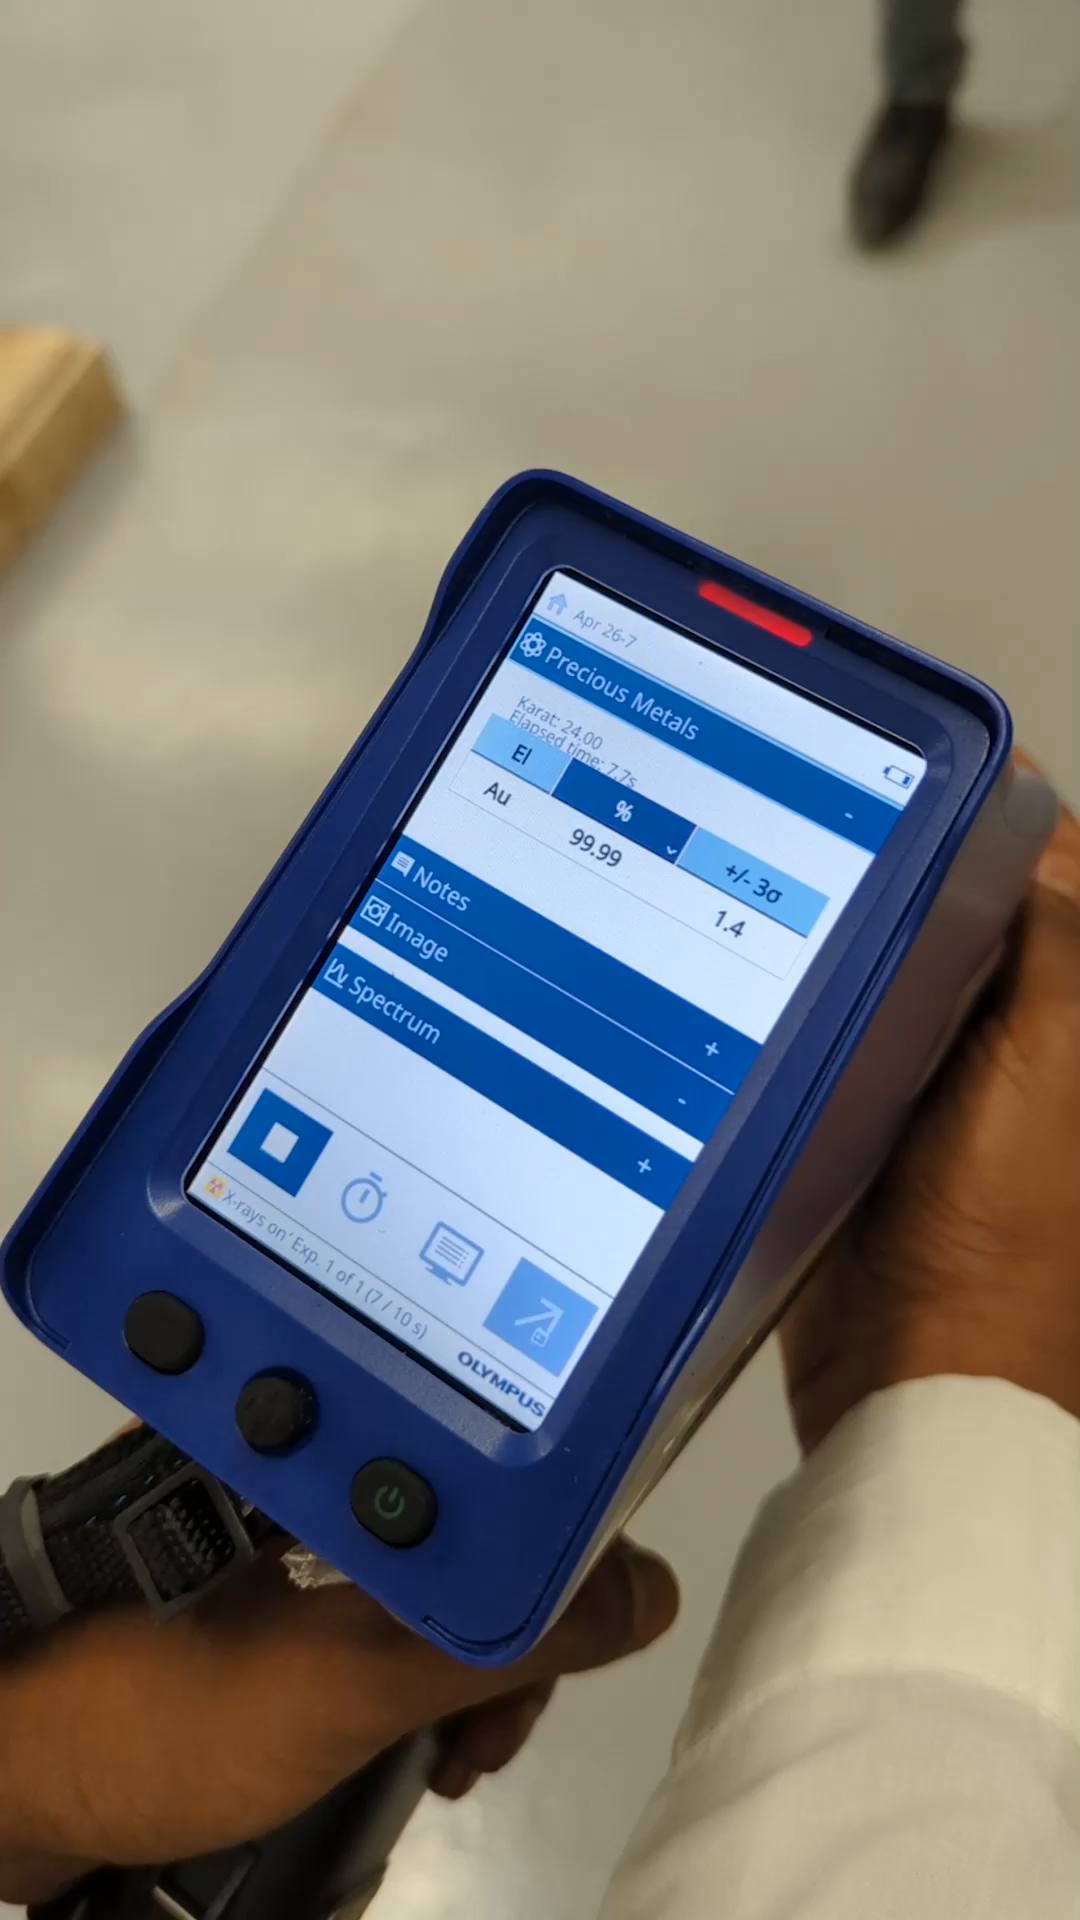 Apr 26-7
Precious Metals
-
Karat: 24.00
Elapsed time: 7.7s
El % +/- 3σ
Au 99.99 1.4
Notes +
Image -
Spectrum +
X-rays on Exp. 1 of 1 (7 / 10 s)
OLYMPUS